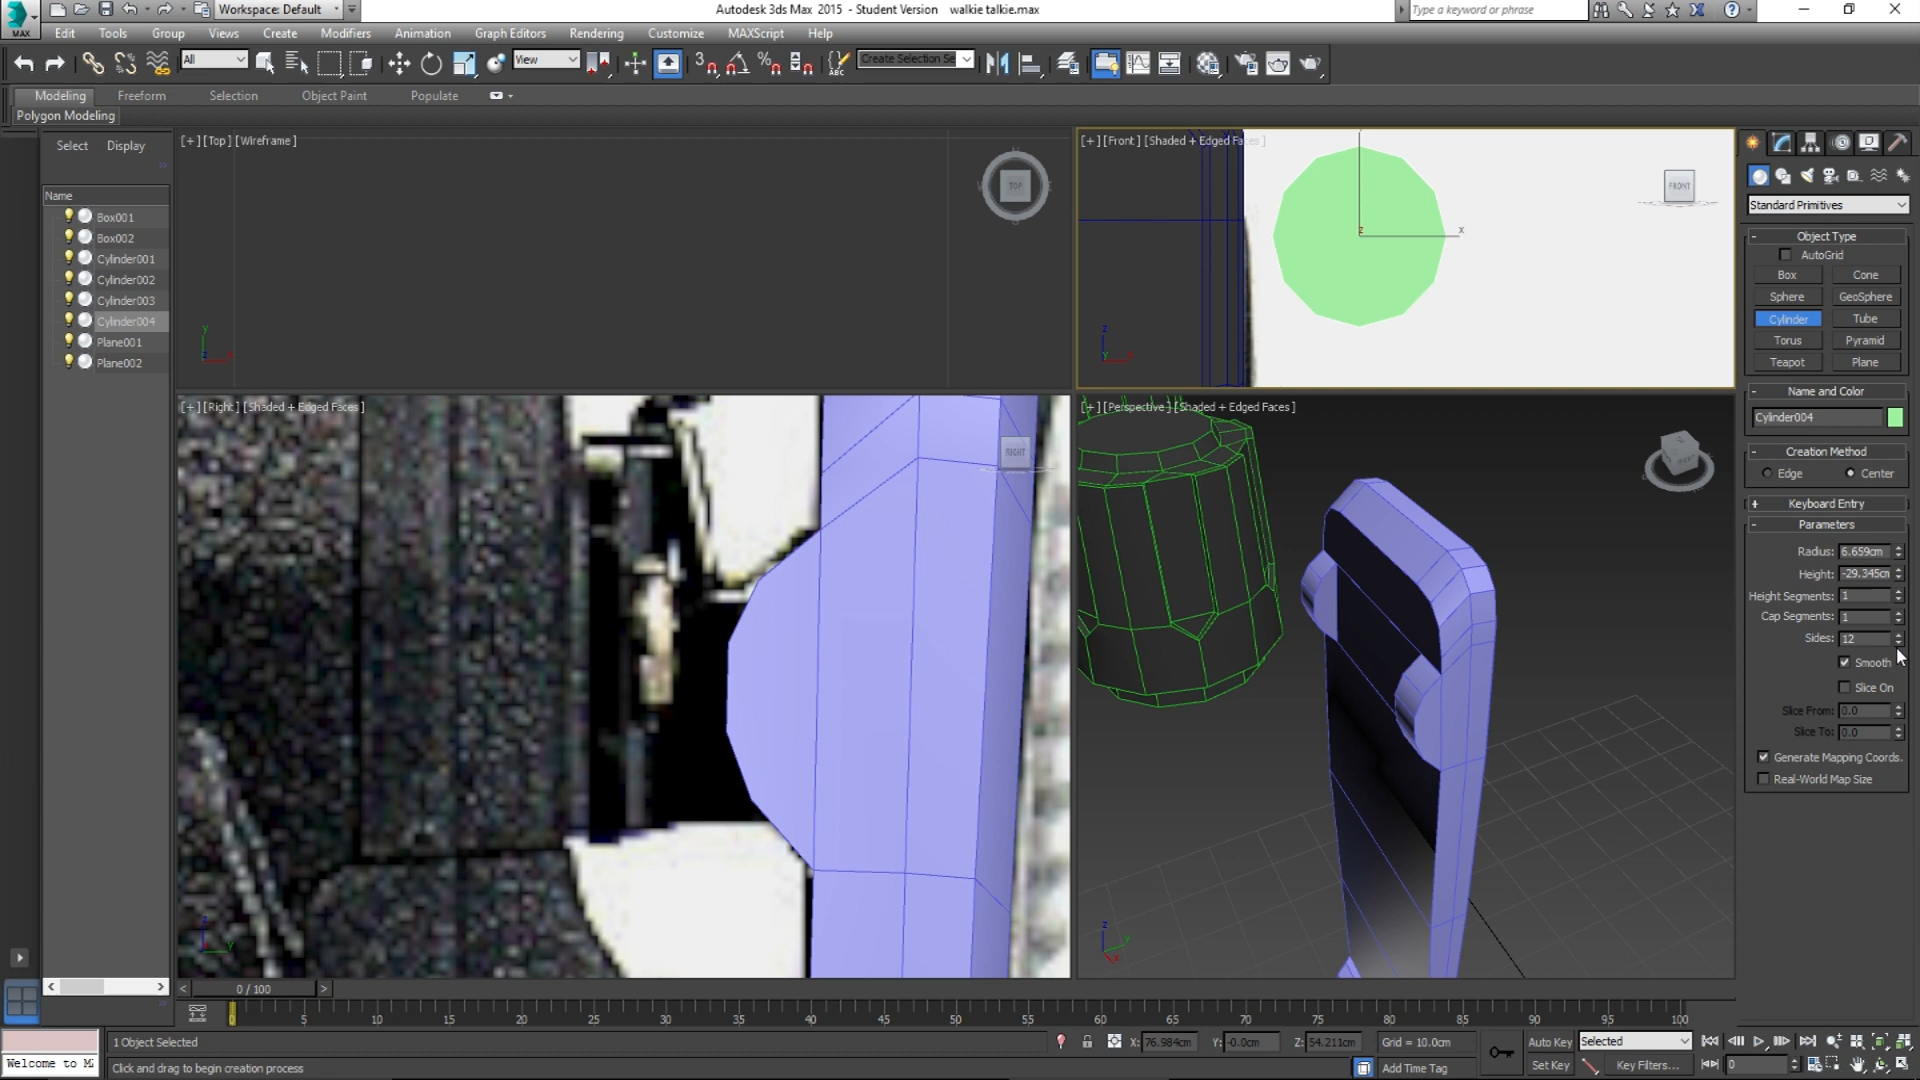 MAX
Workspace: Default
Autodesk 3ds Max 2015 - Student Version walkie talkie.max
Type a keyword or phrase
Edit Tools Group Views Create Modifiers Animation Graph Editors Rendering Customize MAXScript Help
All
View
3
ABC
Create Selection Se
Modeling Freeform Selection Object Paint Populate
Polygon Modeling
Select Display
Name
Box001
Box002
Cylinder001
Cylinder002
Cylinder003
Cylinder004
Plane001
Plane002
[+] [Top] [Wireframe]
TOP
[+] [Front] [Shaded + Edged Faces]
FRONT
[+] [Right] [Shaded + Edged Faces]
RIGHT
[+] [Perspective] [Shaded + Edged Faces]
Standard Primitives
- Object Type
AutoGrid
Box Cone
Sphere GeoSphere
Cylinder Tube
Torus Pyramid
Teapot Plane
- Name and Color
Cylinder004
- Creation Method
Edge Center
+ Keyboard Entry
- Parameters
Radius: 6.659cm
Height: -29.345cm
Height Segments: 1
Cap Segments: 1
Sides: 12
Smooth
Slice On
Slice From: 0.0
Slice To: 0.0
Generate Mapping Coords.
Real-World Map Size
< 0 / 100 >
0 5 10 15 20 25 30 35 40 45 50 55 60 65 70 75 80 85 90 95 100
1 Object Selected
X: 76.984cm Y: -0.0cm Z: 54.211cm Grid = 10.0cm
Auto Key Selected
Welcome to M
Click and drag to begin creation process
Add Time Tag
Set Key Key Filters... 0